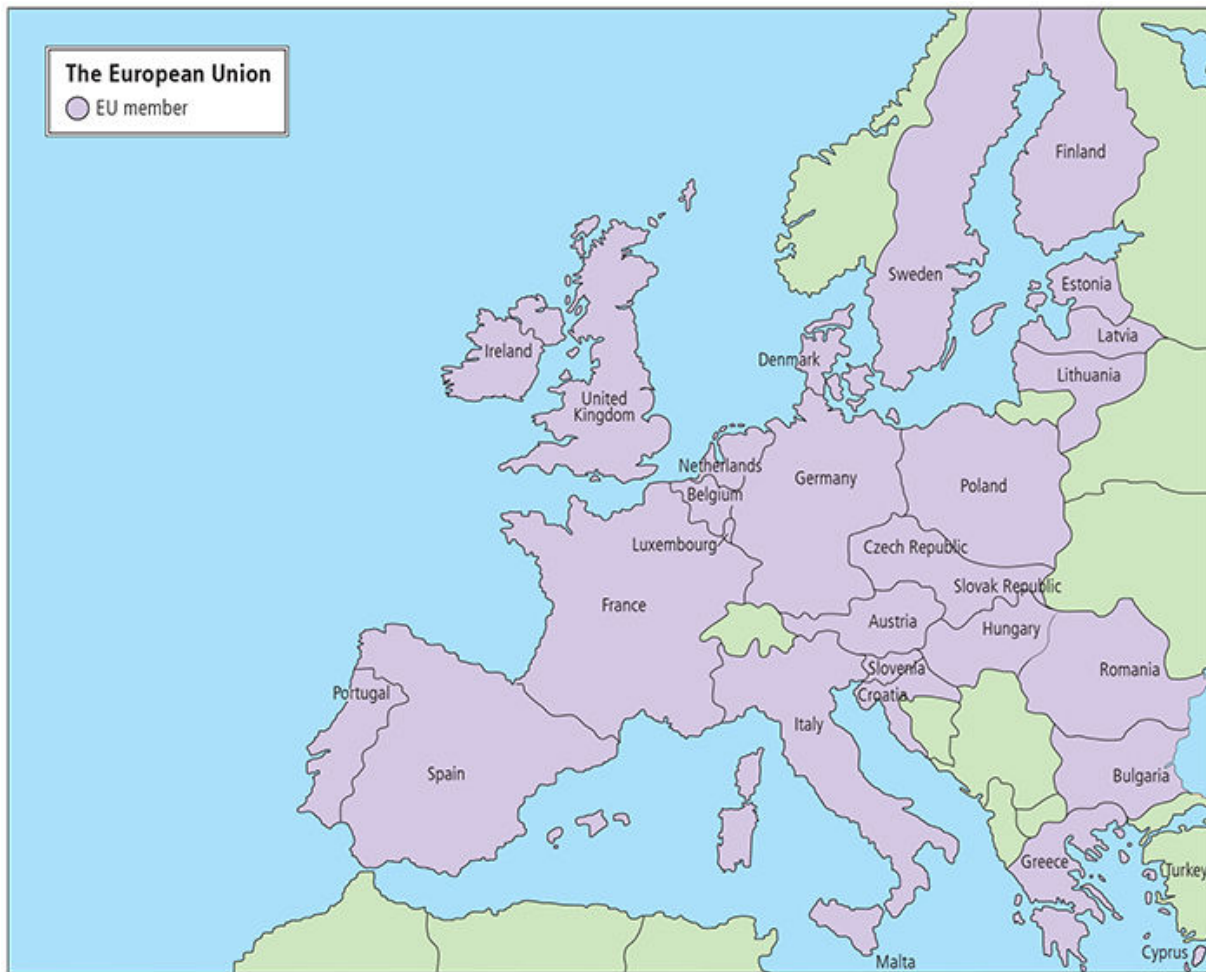 The European Union
EU member
Finland
Sweden
Estonia
Latvia
Ireland
Denmark
Lithuania
United
Kingdom
Netherlands
Germany
Poland
Belgium
Luxembourg
Czech Republic
Slovak Republic
France
Austria
Hungary
Slovenia
Romania
Portugal
Croatia
Italy
Spain
Bulgaria
Greece
Turkey
Cyprus
Malta